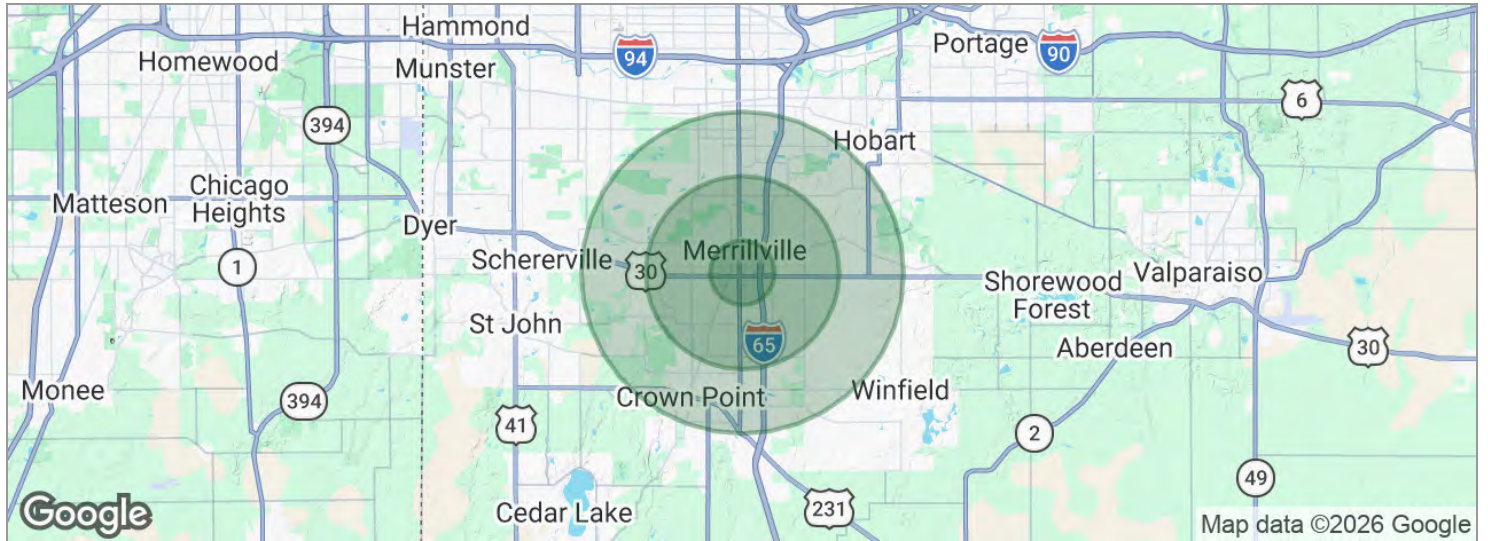 Hammond
94
Portage
90
Homewood
Munster
6
394
Hobart
Chicago
Heights
Matteson
Dyer
Merrillville
Schererville
30
1
Shorewood
Forest
Valparaiso
St John
65
Aberdeen
30
Monee
394
Crown Point
Winfield
41
2
49
Cedar Lake
231
Google
Map data ©2026 Google